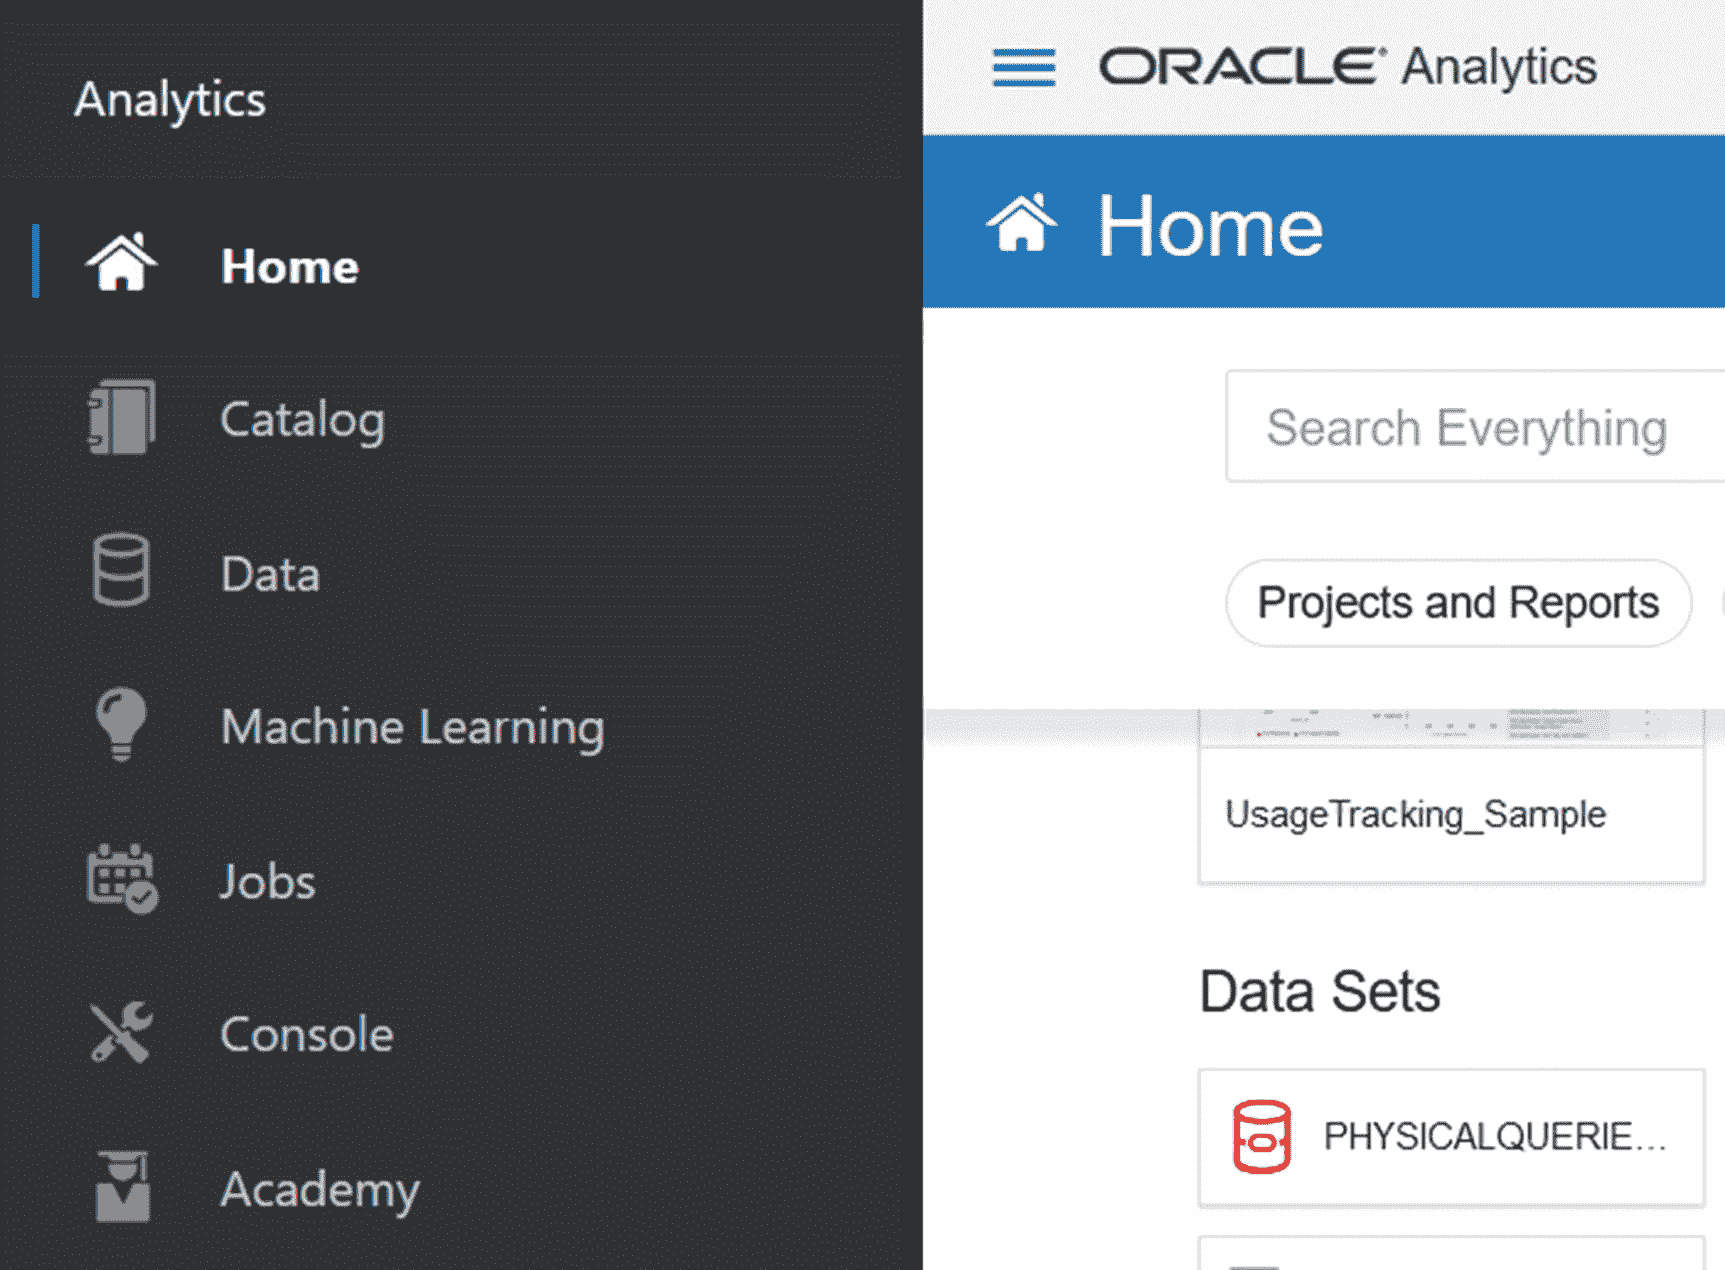 Analytics
Home
Catalog
Data
Machine Learning
Jobs
Console
Academy
ORACLE® Analytics
Home
Search Everything
Projects and Reports
UsageTracking_Sample
Data Sets
PHYSICALQUERIE...